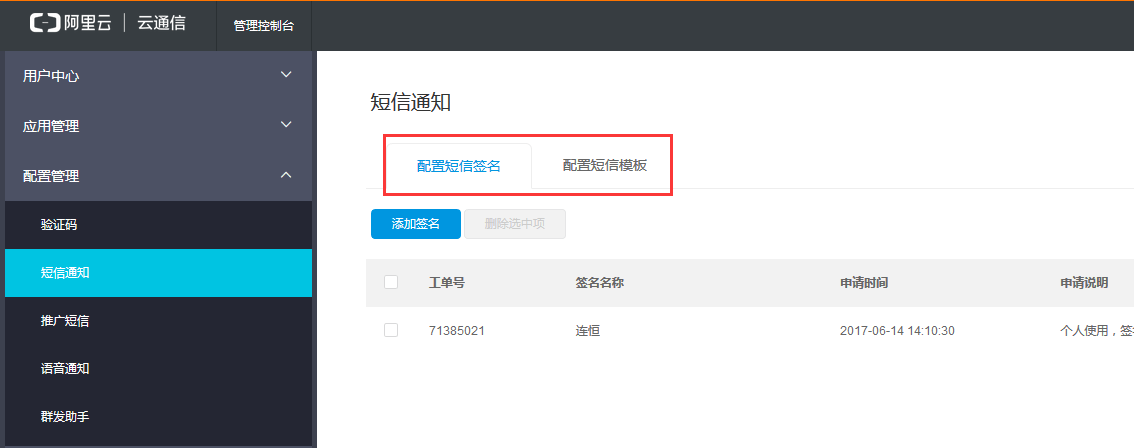 阿里云 云通信 管理控制台
用户中心
应用管理
配置管理
验证码
短信通知
推广短信
语音通知
群发助手
短信通知
配置短信签名 配置短信模板
添加签名 删除选中项
工单号 签名名称 申请时间 申请说明
71385021 连恒 2017-06-14 14:10:30 个人使用，签